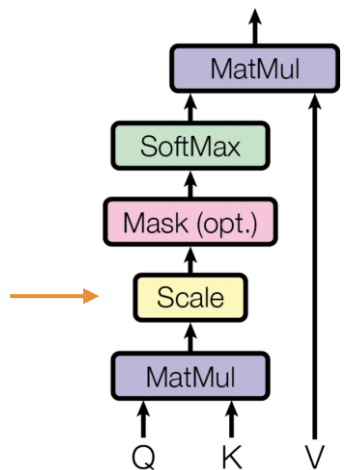 MatMul
SoftMax
Mask (opt.)
Scale
MatMul
Q K V